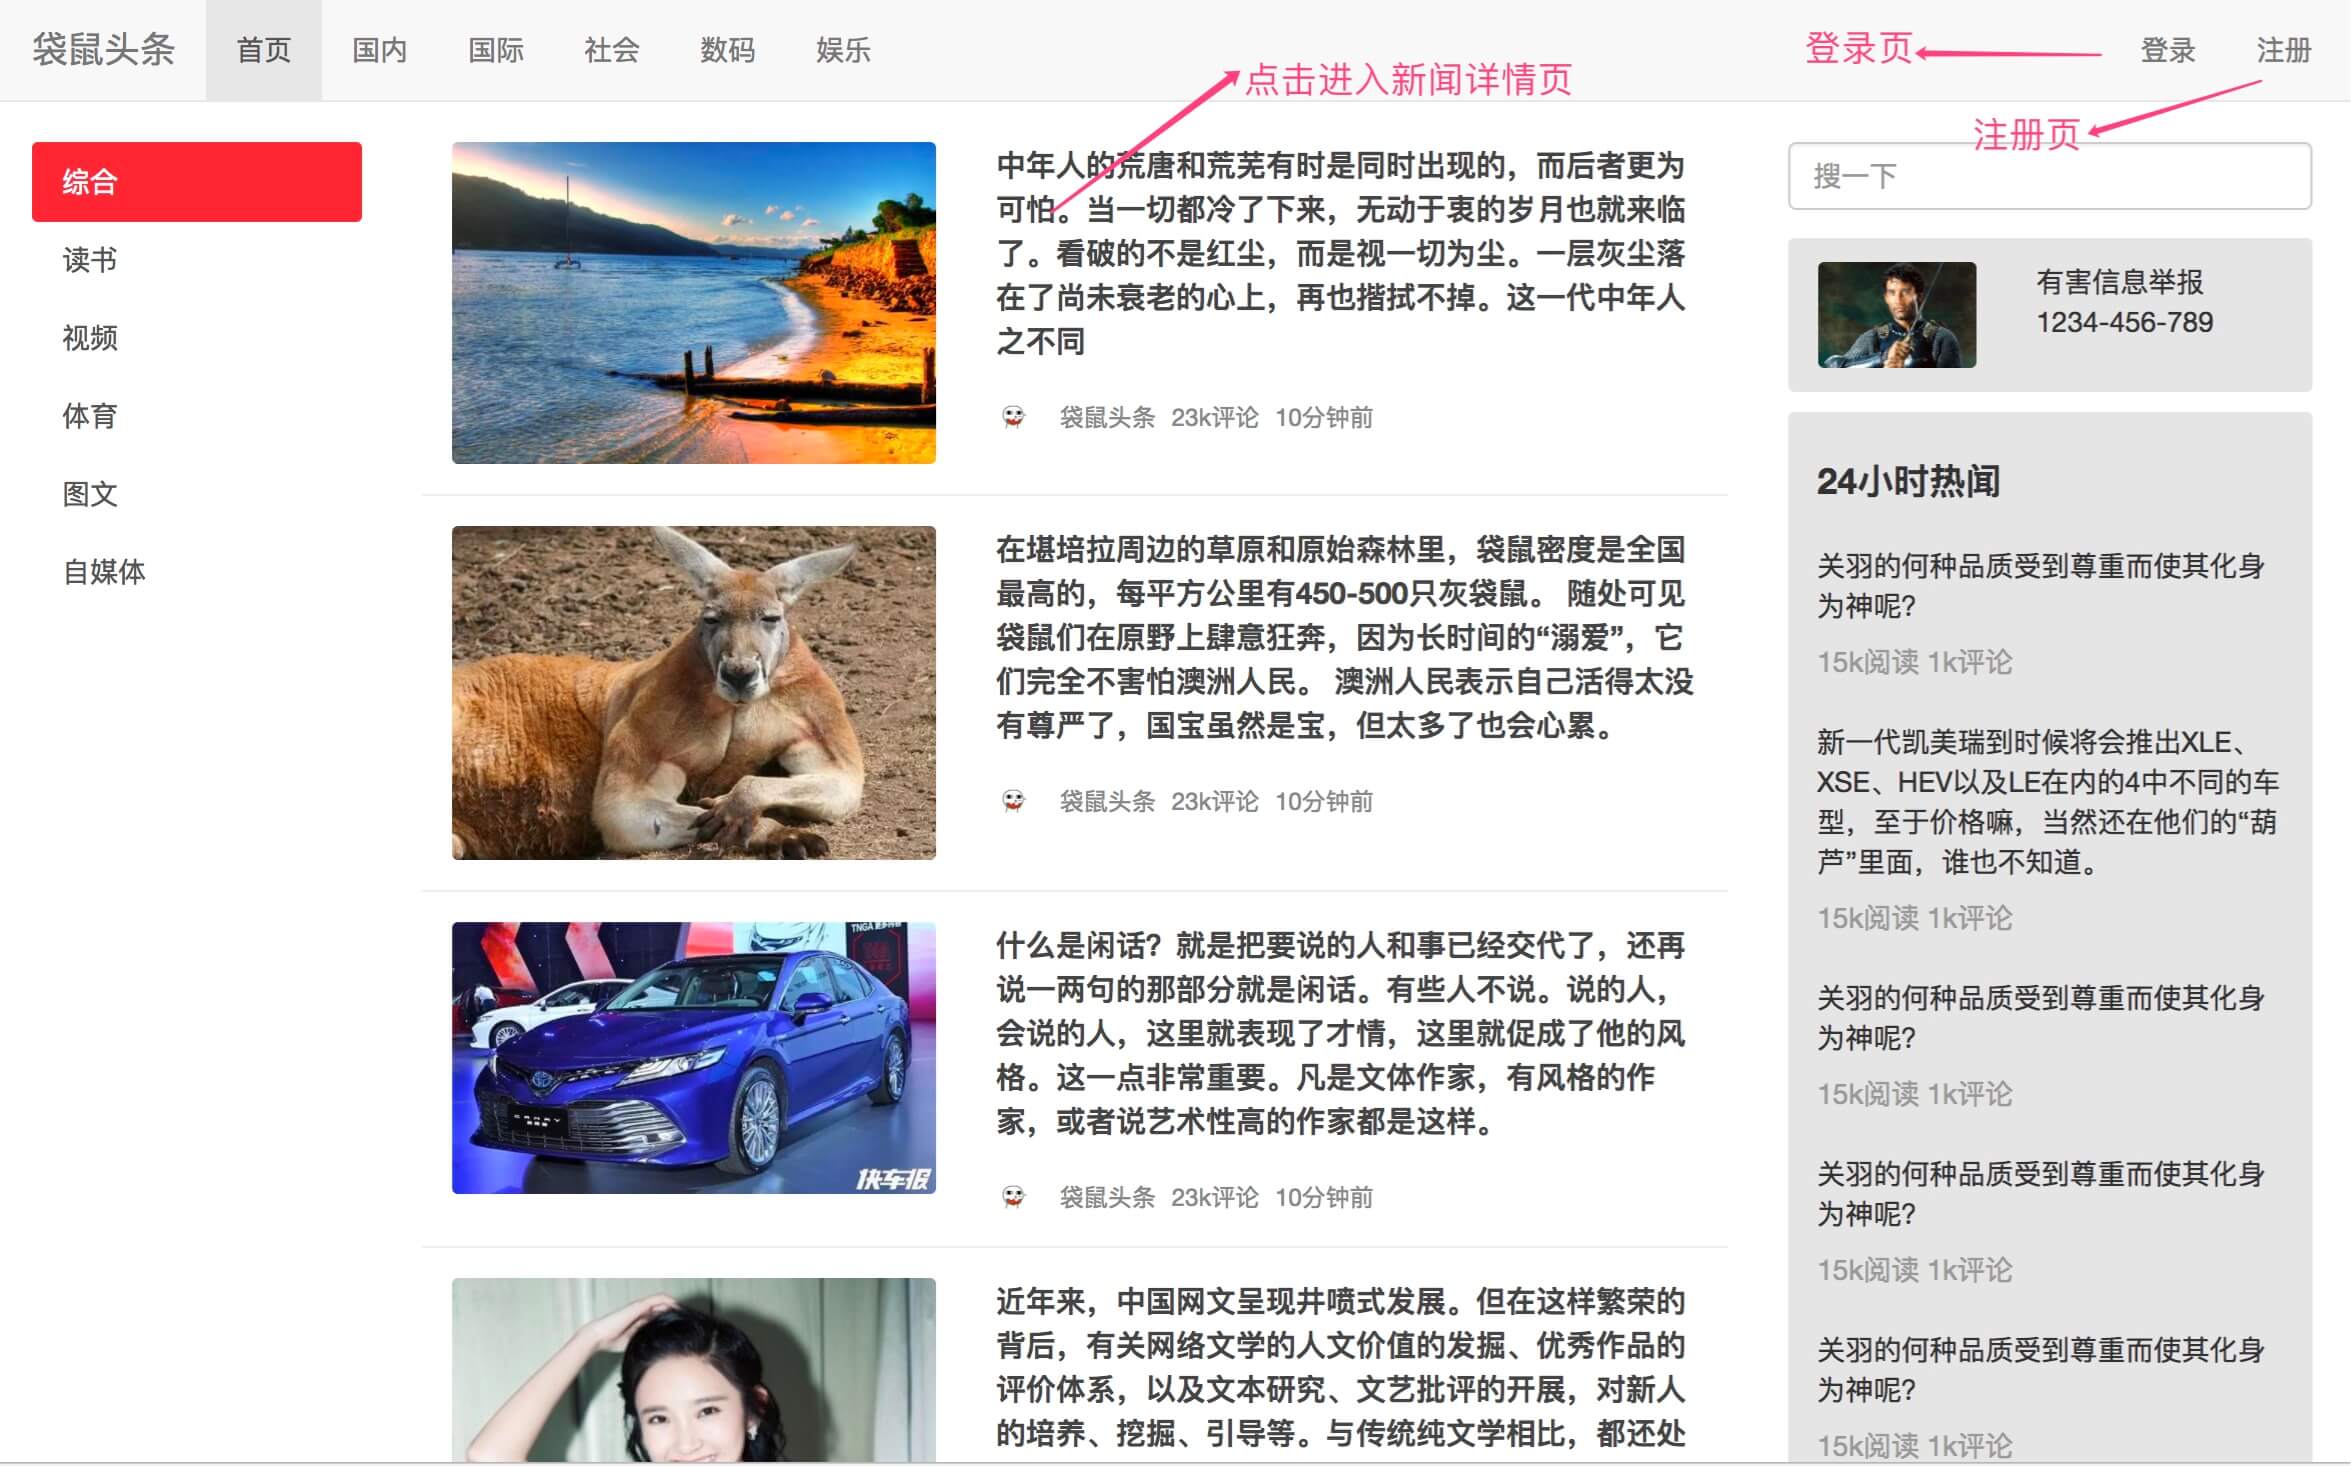 袋鼠头条 首页 国内 国际 社会 数码 娱乐 登录 注册
登录页
点击进入新闻详情页
注册页
综合
读书
视频
体育
图文
自媒体
中年人的荒唐和荒芜有时是同时出现的，而后者更为
可怕。当一切都冷了下来，无动于衷的岁月也就来临
了。看破的不是红尘，而是视一切为尘。一层灰尘落
在了尚未衰老的心上，再也揩拭不掉。这一代中年人
之不同
袋鼠头条 23k评论 10分钟前
在堪培拉周边的草原和原始森林里，袋鼠密度是全国
最高的，每平方公里有450-500只灰袋鼠。 随处可见
袋鼠们在原野上肆意狂奔，因为长时间的“溺爱”，它
们完全不害怕澳洲人民。 澳洲人民表示自己活得太没
有尊严了，国宝虽然是宝，但太多了也会心累。
袋鼠头条 23k评论 10分钟前
TNGA
CAMRY
快车报
什么是闲话？就是把要说的人和事已经交代了，还再
说一两句的那部分就是闲话。有些人不说。说的人，
会说的人，这里就表现了才情，这里就促成了他的风
格。这一点非常重要。凡是文体作家，有风格的作
家，或者说艺术性高的作家都是这样。
袋鼠头条 23k评论 10分钟前
近年来，中国网文呈现井喷式发展。但在这样繁荣的
背后，有关网络文学的人文价值的发掘、优秀作品的
评价体系，以及文本研究、文艺批评的开展，对新人
的培养、挖掘、引导等。与传统纯文学相比，都还处
搜一下
有害信息举报
1234-456-789
24小时热闻
关羽的何种品质受到尊重而使其化身
为神呢?
15k阅读 1k评论
新一代凯美瑞到时候将会推出XLE、
XSE、HEV以及LE在内的4中不同的车
型，至于价格嘛，当然还在他们的“葫
芦”里面，谁也不知道。
15k阅读 1k评论
关羽的何种品质受到尊重而使其化身
为神呢?
15k阅读 1k评论
关羽的何种品质受到尊重而使其化身
为神呢?
15k阅读 1k评论
关羽的何种品质受到尊重而使其化身
为神呢?
15k阅读 1k评论